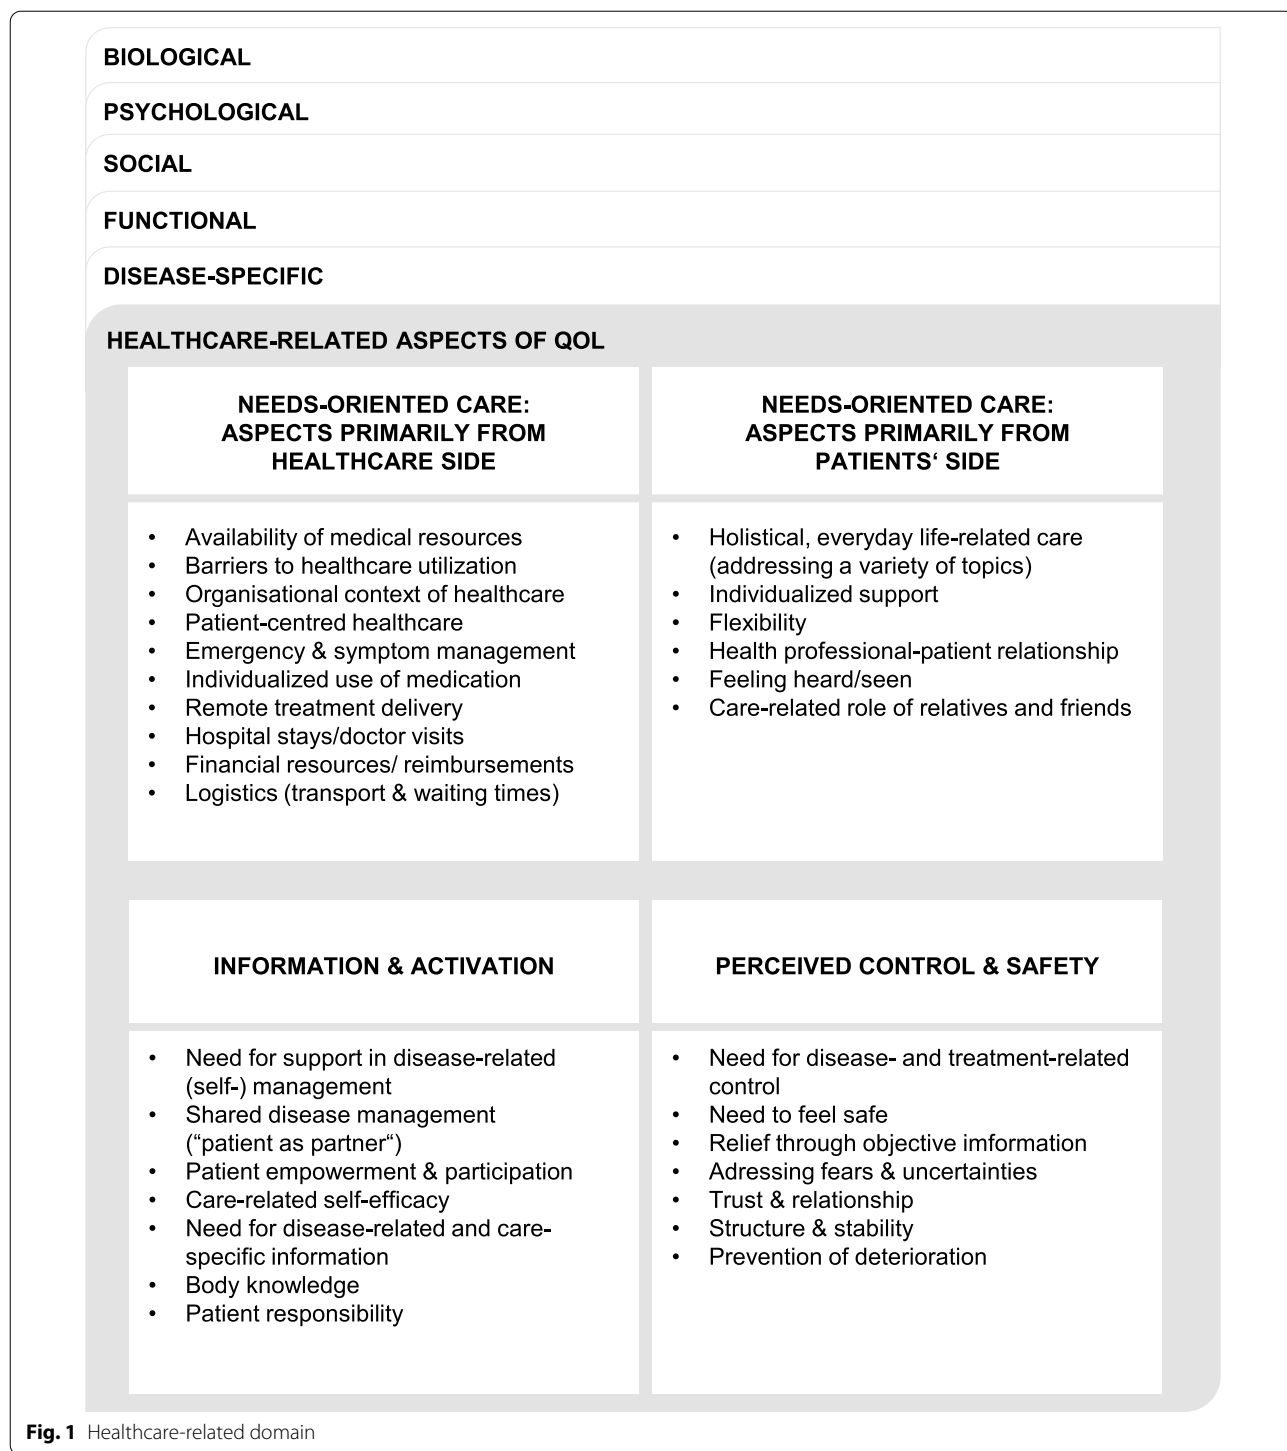 BIOLOGICAL
PSYCHOLOGICAL
SOCIAL
FUNCTIONAL
DISEASE-SPECIFIC
HEALTHCARE-RELATED ASPECTS OF QOL
NEEDS-ORIENTED CARE:
ASPECTS PRIMARILY FROM
HEALTHCARE SIDE
• Availability of medical resources
• Barriers to healthcare utilization
• Organisational context of healthcare
• Patient-centred healthcare
• Emergency & symptom management
• Individualized use of medication
• Remote treatment delivery
• Hospital stays/doctor visits
• Financial resources/ reimbursements
• Logistics (transport & waiting times)
NEEDS-ORIENTED CARE:
ASPECTS PRIMARILY FROM
PATIENTS‘ SIDE
• Holistical, everyday life-related care
(addressing a variety of topics)
• Individualized support
• Flexibility
• Health professional-patient relationship
• Feeling heard/seen
• Care-related role of relatives and friends
INFORMATION & ACTIVATION
• Need for support in disease-related
(self-) management
• Shared disease management
(“patient as partner“)
• Patient empowerment & participation
• Care-related self-efficacy
• Need for disease-related and care-
specific information
• Body knowledge
• Patient responsibility
PERCEIVED CONTROL & SAFETY
• Need for disease- and treatment-related
control
• Need to feel safe
• Relief through objective imformation
• Adressing fears & uncertainties
• Trust & relationship
• Structure & stability
• Prevention of deterioration
Fig. 1 Healthcare-related domain